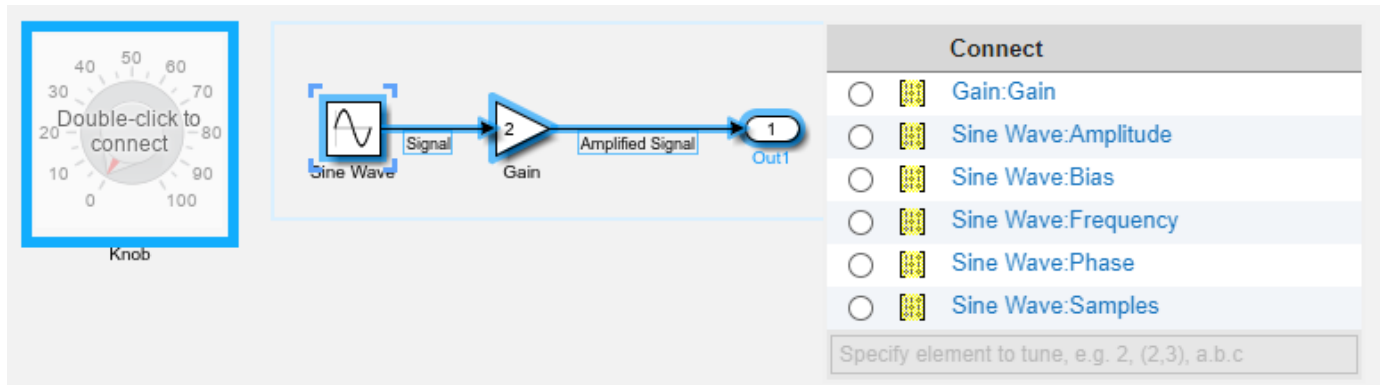 50
40
60
30
70
Double-click to
20
80
connect
10
90
0
100
Knob
Signal
Sine Wave
2
Gain
Amplified Signal
1
Out1
Connect
Gain:Gain
Sine Wave:Amplitude
Sine Wave:Bias
Sine Wave:Frequency
Sine Wave:Phase
Sine Wave:Samples
Specify element to tune, e.g. 2, (2,3), a.b.c